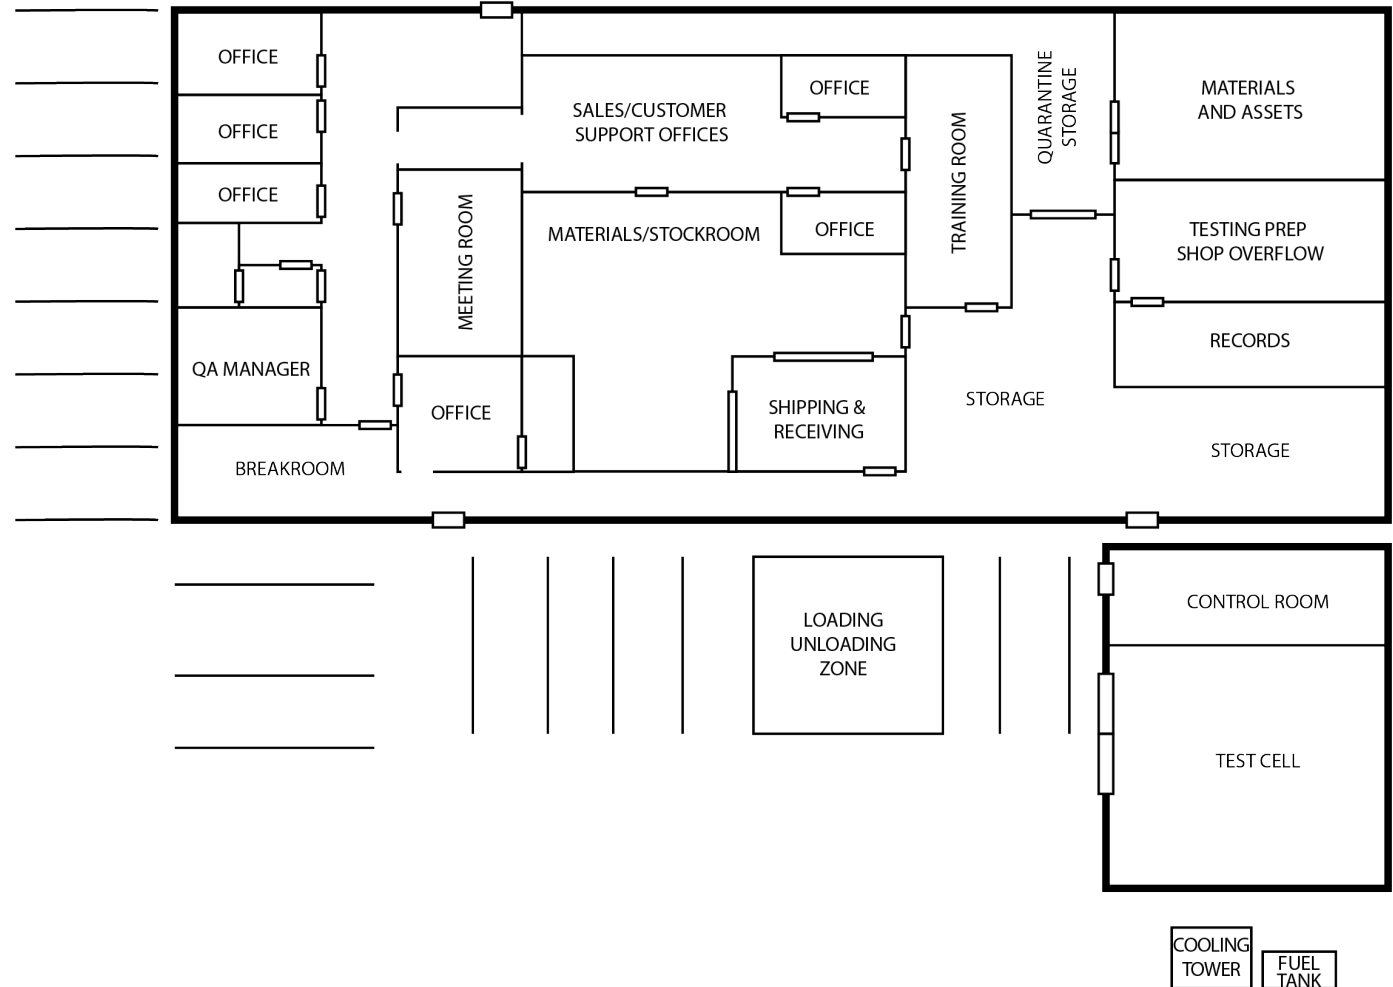 OFFICE
OFFICE
OFFICE
QA MANAGER
BREAKROOM
MEETING ROOM
OFFICE
SALES/CUSTOMER
SUPPORT OFFICES
OFFICE
MATERIALS/STOCKROOM
OFFICE
SHIPPING &
RECEIVING
TRAINING ROOM
QUARANTINE
STORAGE
STORAGE
MATERIALS
AND ASSETS
TESTING PREP
SHOP OVERFLOW
RECORDS
STORAGE
LOADING
UNLOADING
ZONE
CONTROL ROOM
TEST CELL
COOLING
TOWER
FUEL
TANK